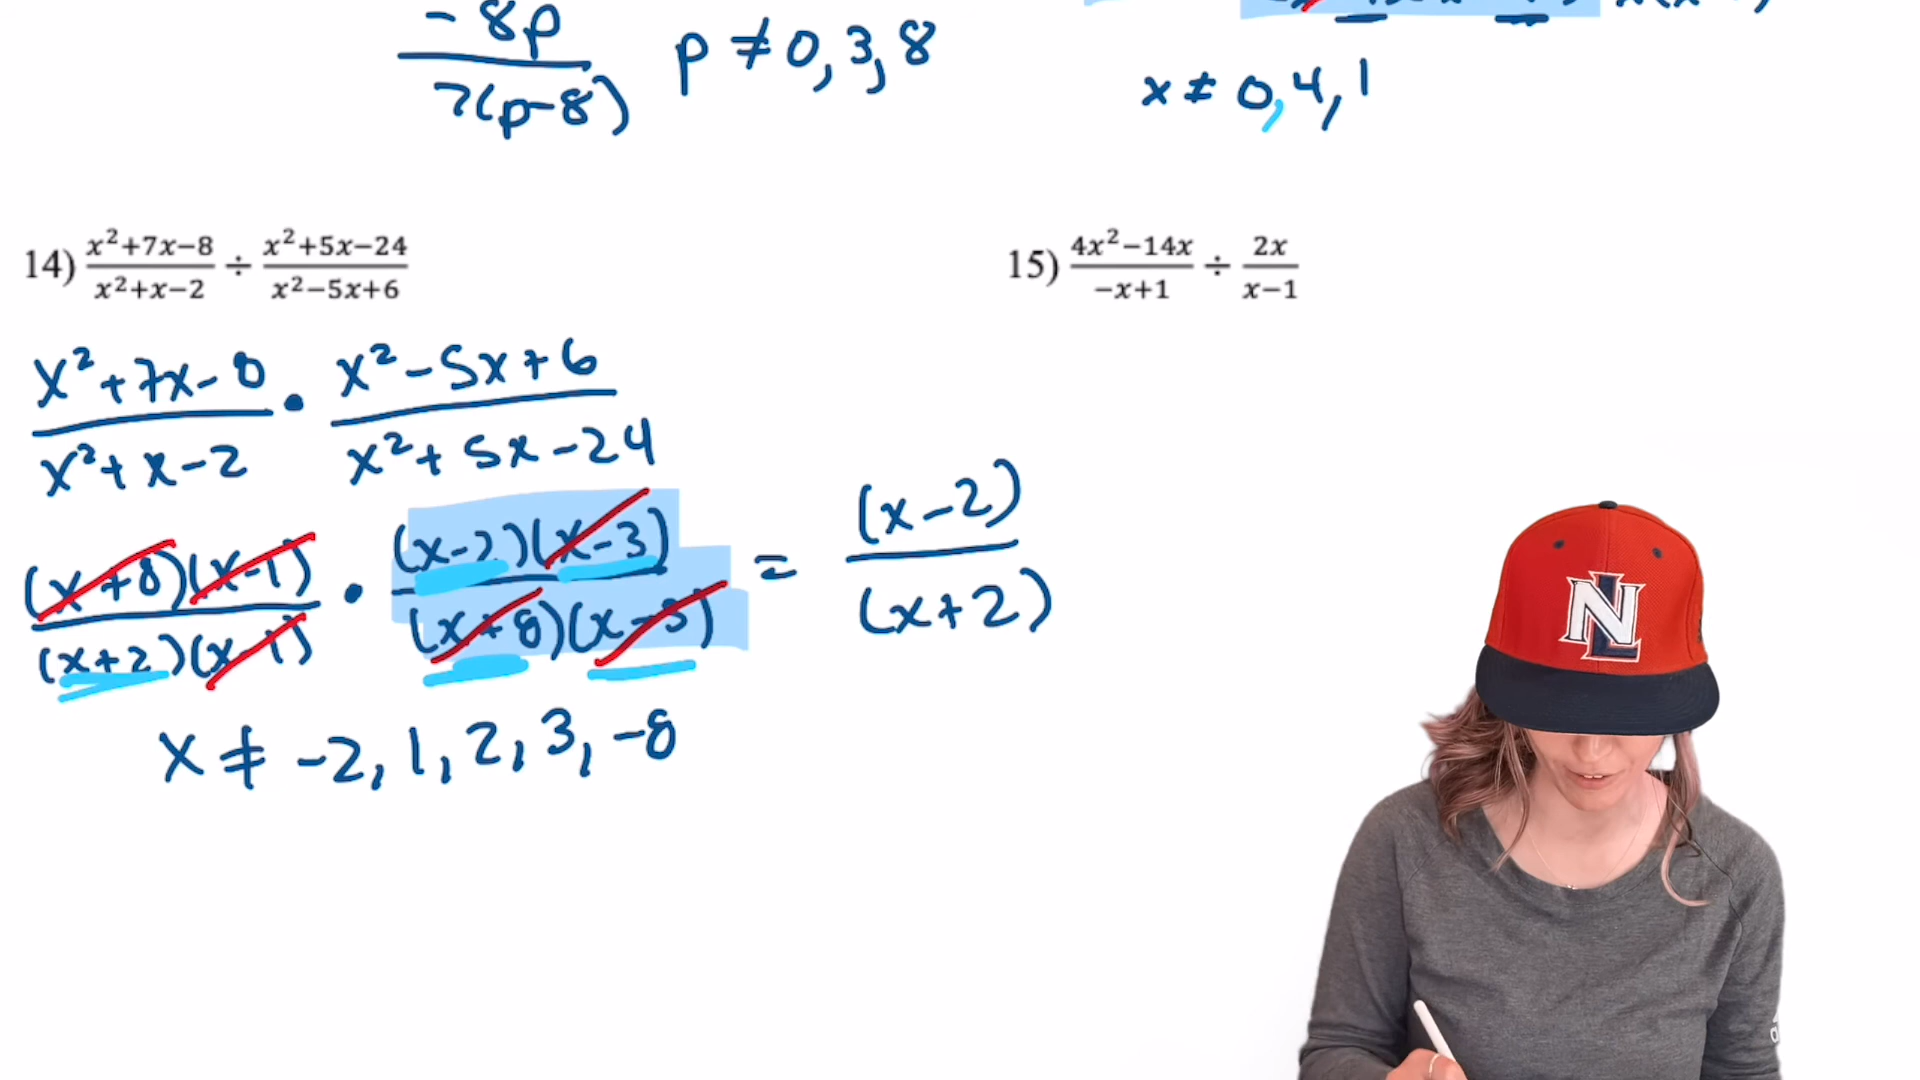 -8p / 7(p-8)  p ≠ 0, 3, 8
x ≠ 0, 4, 1
14) x²+7x−8 / x²+x−2 ÷ x²+5x−24 / x²−5x+6
x²+7x-8 / x²+x-2 • x²-5x+6 / x²+5x-24
(x+8)(x-1) / (x+2)(x-1) • (x-2)(x-3) / (x+8)(x-3) = (x-2) / (x+2)
x ≠ -2, 1, 2, 3, -8
15) 4x²−14x / −x+1 ÷ 2x / x−1
NL